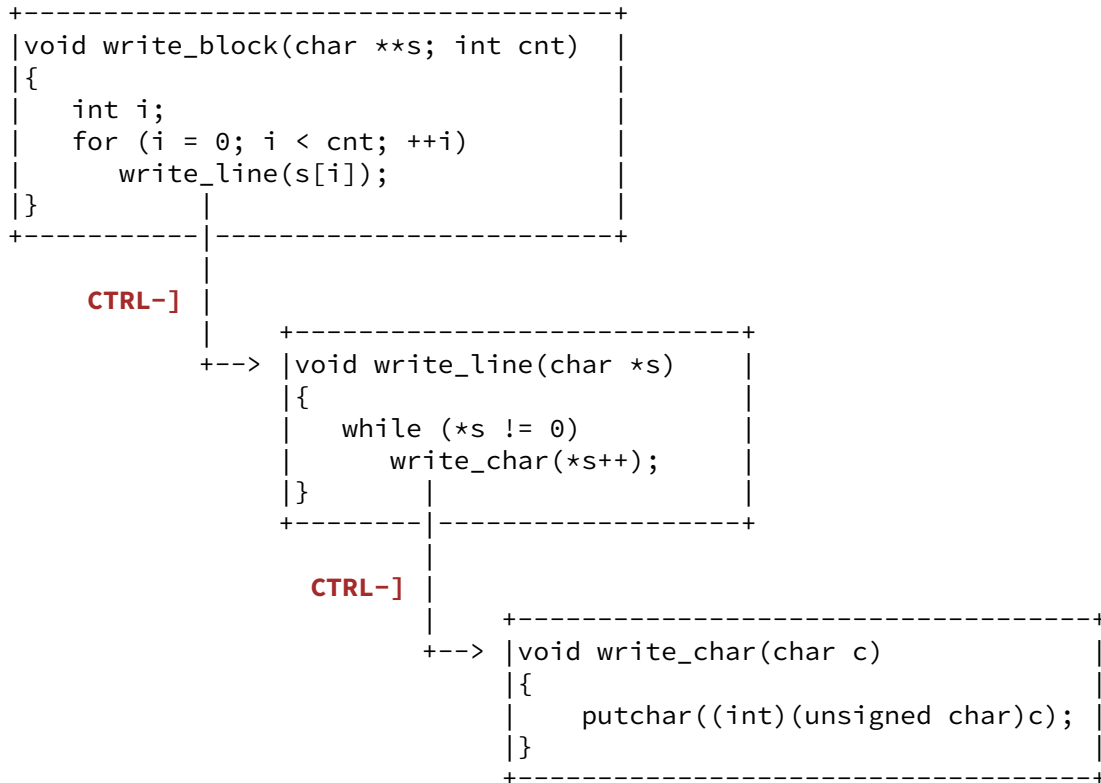 +--------------------------------------+
|void write_block(char **s; int cnt)  |
|{                                    |
|   int i;                            |
|   for (i = 0; i < cnt; ++i)         |
|      write_line(s[i]);              |
|}           |                        |
+------------|-------------------------+
             |
     CTRL-]  |
             |    +-----------------------------+
             +--> |void write_line(char *s)    |
                  |{                           |
                  |   while (*s != 0)          |
                  |      write_char(*s++);     |
                  |}        |                  |
                  +---------|-------------------+
                            |
                    CTRL-]  |
                            |    +-------------------------------------+
                            +--> |void write_char(char c)             |
                                 |{                                   |
                                 |    putchar((int)(unsigned char)c); |
                                 |}                                   |
                                 +-------------------------------------+